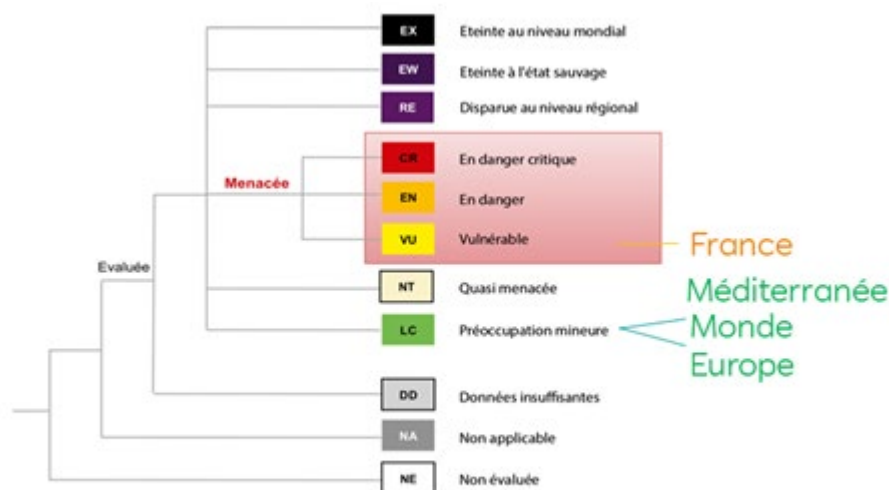 EX Eteinte au niveau mondial
EW Eteinte à l'état sauvage
RE Disparue au niveau régional
CR En danger critique
Menacée
EN En danger
VU Vulnérable
France
Evaluée
NT Quasi menacée
Méditerranée
LC Préoccupation mineure
Monde
Europe
DD Données insuffisantes
NA Non applicable
NE Non évaluée